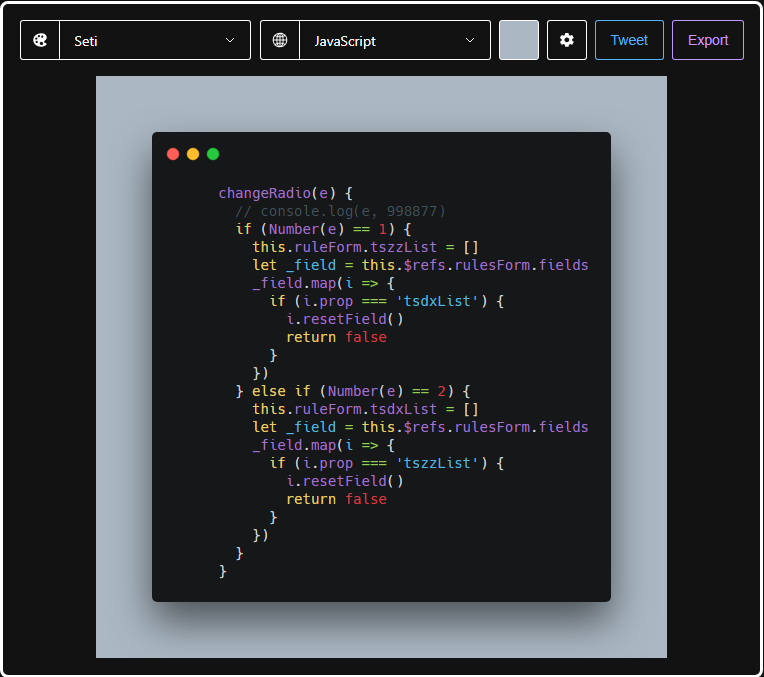 Seti JavaScript Tweet Export
changeRadio(e) {
// console.log(e, 998877)
if (Number(e) == 1) {
this.ruleForm.tszzList = []
let _field = this.$refs.rulesForm.fields
_field.map(i => {
if (i.prop === 'tsdxList') {
i.resetField()
return false
}
})
} else if (Number(e) == 2) {
this.ruleForm.tsdxList = []
let _field = this.$refs.rulesForm.fields
_field.map(i => {
if (i.prop === 'tszzList') {
i.resetField()
return false
}
})
}
}